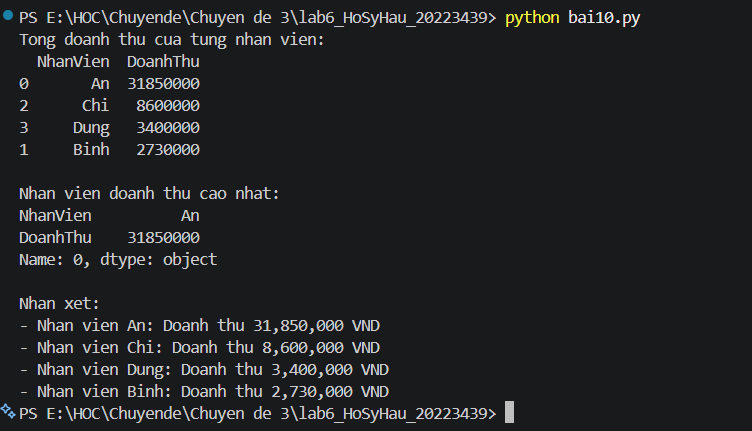 PS E:\HOC\Chuyende\Chuyen de 3\lab6_HoSyHau_20223439> python bai10.py
Tong doanh thu cua tung nhan vien:
  NhanVien  DoanhThu
0       An  31850000
2      Chi   8600000
3     Dung   3400000
1     Binh   2730000

Nhan vien doanh thu cao nhat:
NhanVien          An
DoanhThu    31850000
Name: 0, dtype: object

Nhan xet:
- Nhan vien An: Doanh thu 31,850,000 VND
- Nhan vien Chi: Doanh thu 8,600,000 VND
- Nhan vien Dung: Doanh thu 3,400,000 VND
- Nhan vien Binh: Doanh thu 2,730,000 VND
PS E:\HOC\Chuyende\Chuyen de 3\lab6_HoSyHau_20223439>